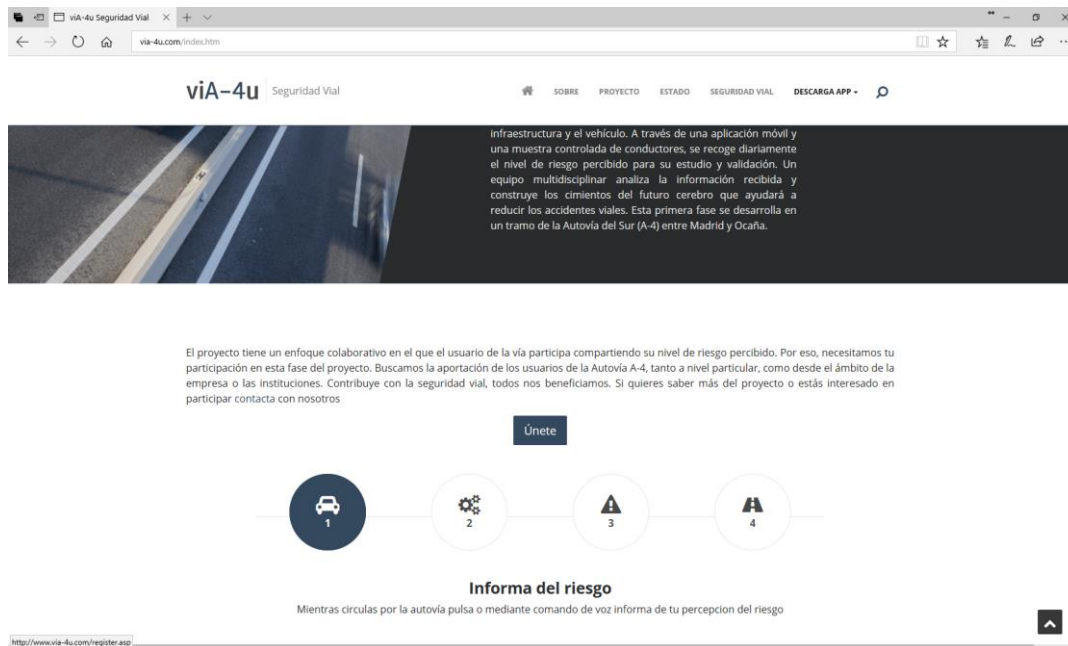 viA-4u Seguridad Vial
via-4u.com/index.htm
viA-4u Seguridad Vial
SOBRE PROYECTO ESTADO SEGURIDAD VIAL DESCARGA APP
infraestructura y el vehículo. A través de una aplicación móvil y
una muestra controlada de conductores, se recoge diariamente
el nivel de riesgo percibido para su estudio y validación. Un
equipo multidisciplinar analiza la información recibida y
construye los cimientos del futuro cerebro que ayudará a
reducir los accidentes viales. Esta primera fase se desarrolla en
un tramo de la Autovía del Sur (A-4) entre Madrid y Ocaña.
El proyecto tiene un enfoque colaborativo en el que el usuario de la vía participa compartiendo su nivel de riesgo percibido. Por eso, necesitamos tu
participación en esta fase del proyecto. Buscamos la aportación de los usuarios de la Autovía A-4, tanto a nivel particular, como desde el ámbito de la
empresa o las instituciones. Contribuye con la seguridad vial, todos nos beneficiamos. Si quieres saber más del proyecto o estás interesado en
participar contacta con nosotros
Únete
1 2 3 4
Informa del riesgo
Mientras circulas por la autovía pulsa o mediante comando de voz informa de tu percepcion del riesgo
http://www.via-4u.com/register.asp